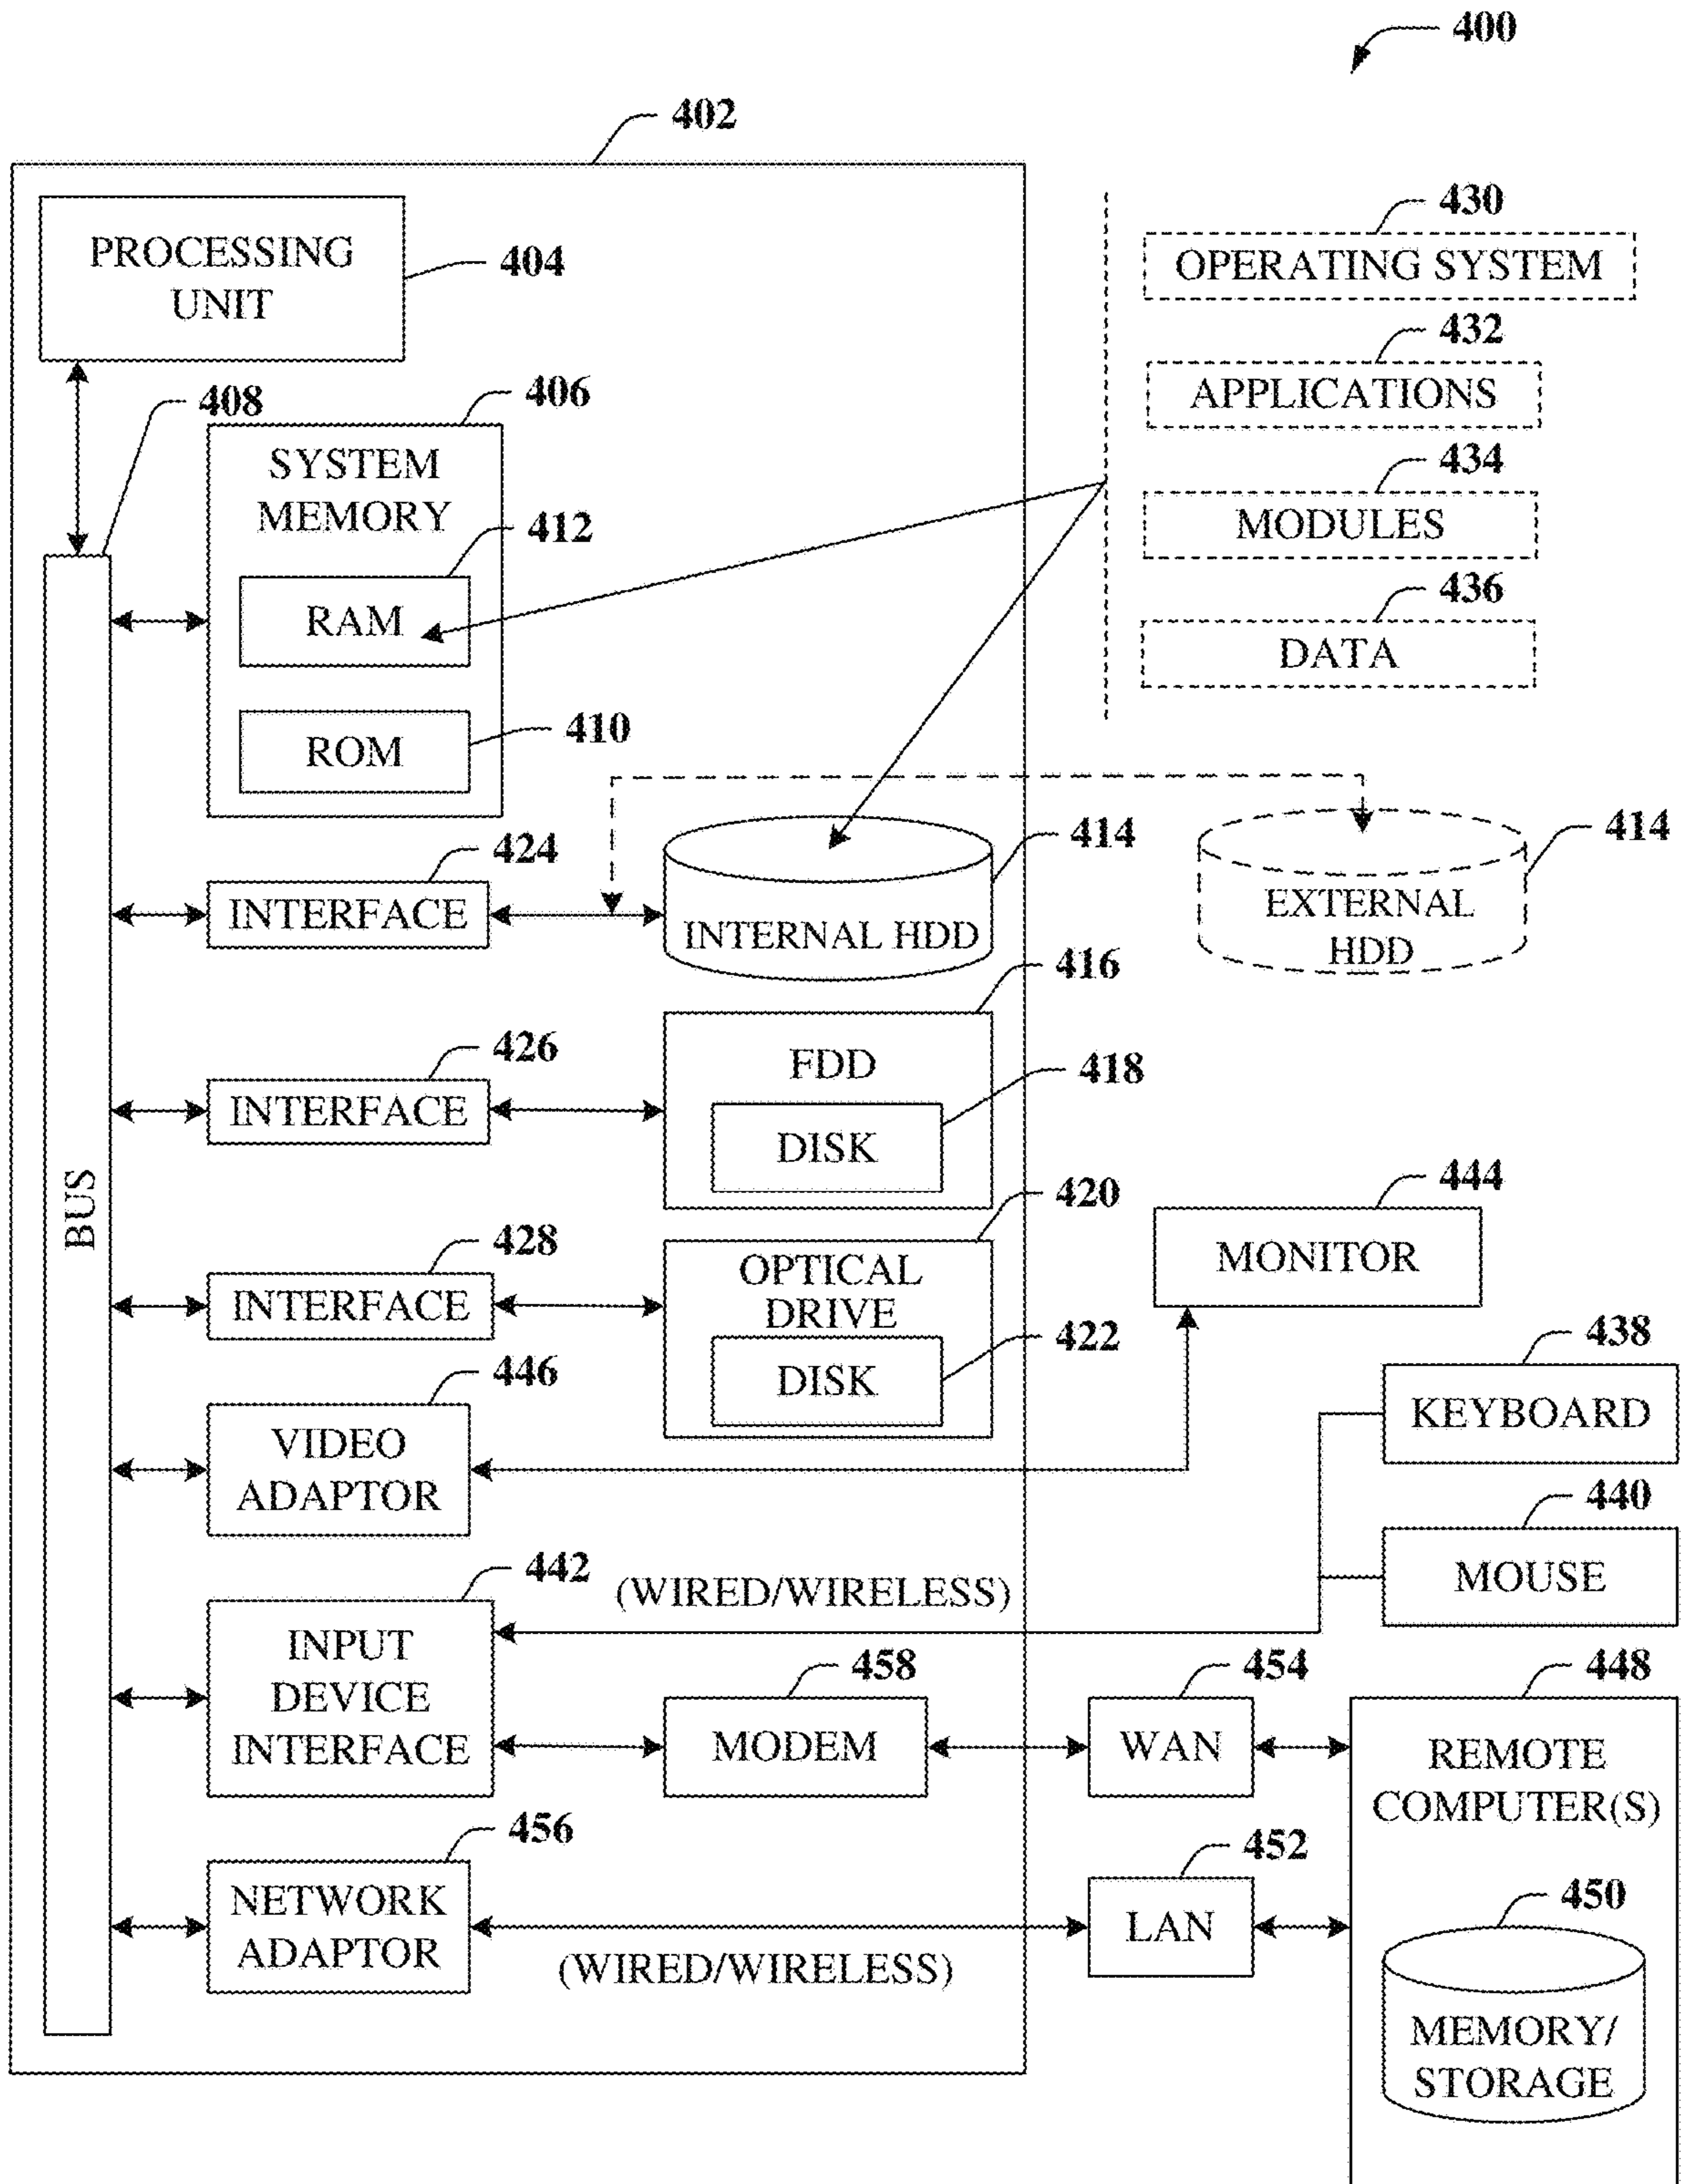 400
402
PROCESSING
UNIT
404
430
OPERATING SYSTEM
432
APPLICATIONS
434
MODULES
436
DATA
408
406
SYSTEM
MEMORY
412
RAM
410
ROM
424
INTERFACE
414
INTERNAL HDD
414
EXTERNAL
HDD
416
426
INTERFACE
FDD
418
DISK
BUS
420
428
INTERFACE
OPTICAL
DRIVE
422
DISK
444
MONITOR
446
VIDEO
ADAPTOR
438
KEYBOARD
440
MOUSE
442
(WIRED/WIRELESS)
INPUT
DEVICE
INTERFACE
458
MODEM
454
WAN
448
REMOTE
COMPUTER(S)
456
NETWORK
ADAPTOR
(WIRED/WIRELESS)
452
LAN
450
MEMORY/
STORAGE